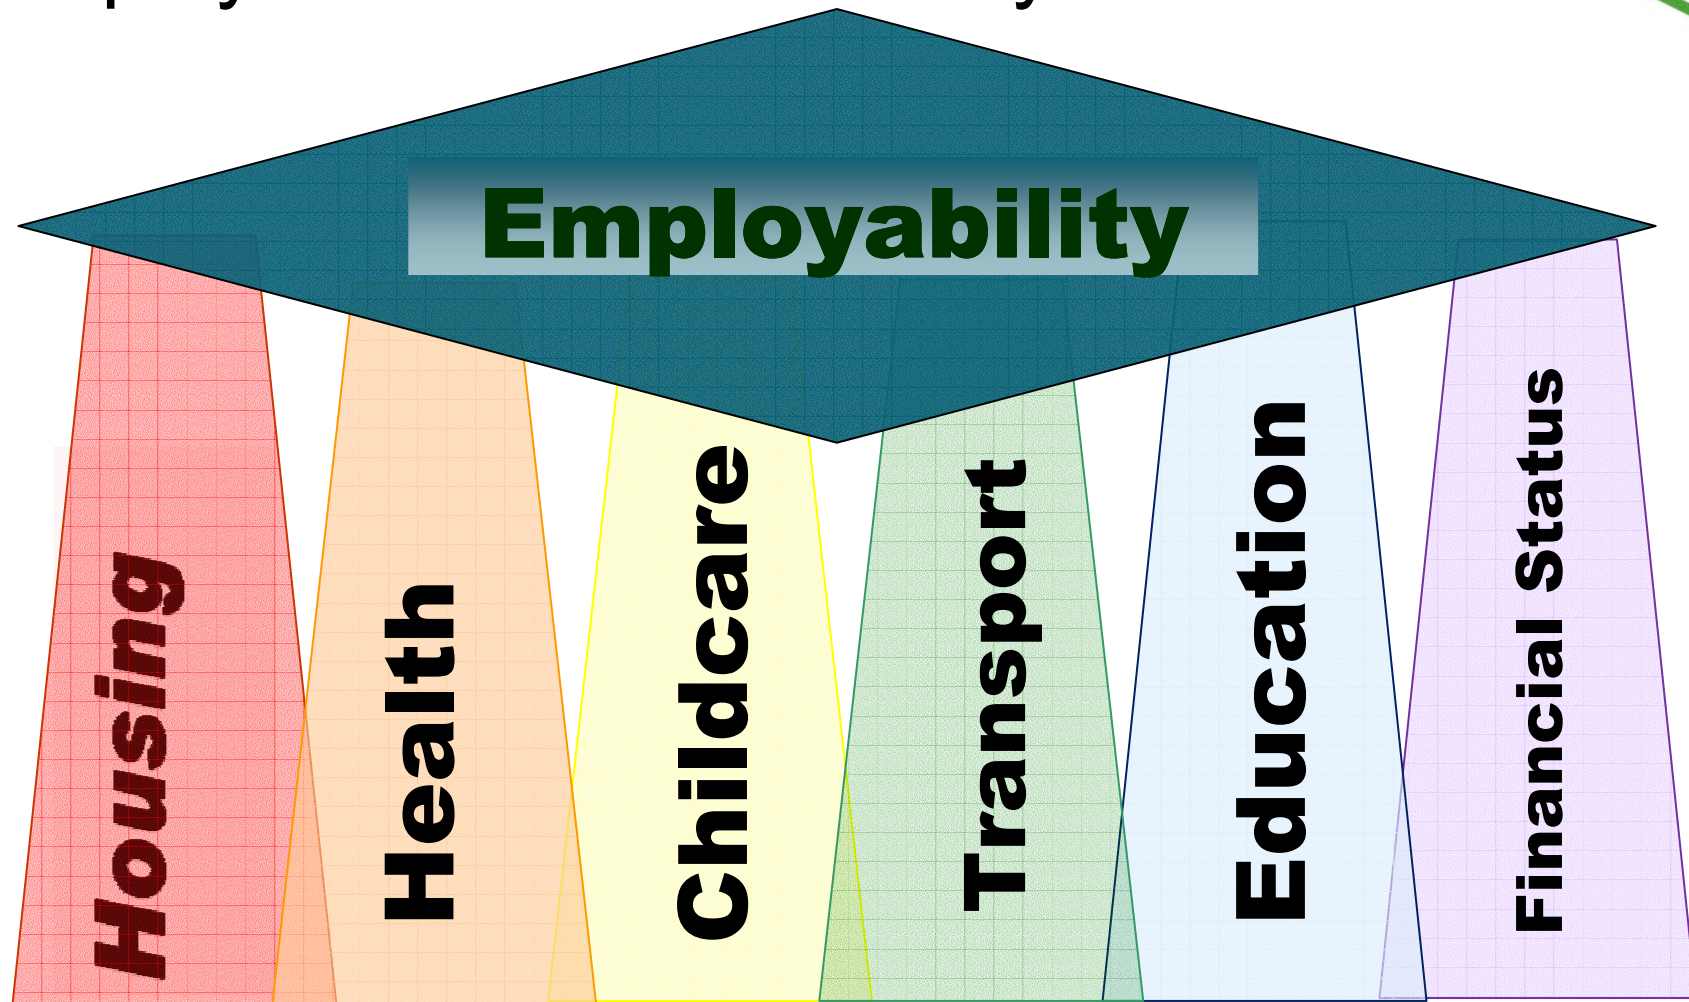 Employability
Housing
Health
Childcare
Transport
Education
Financial Status